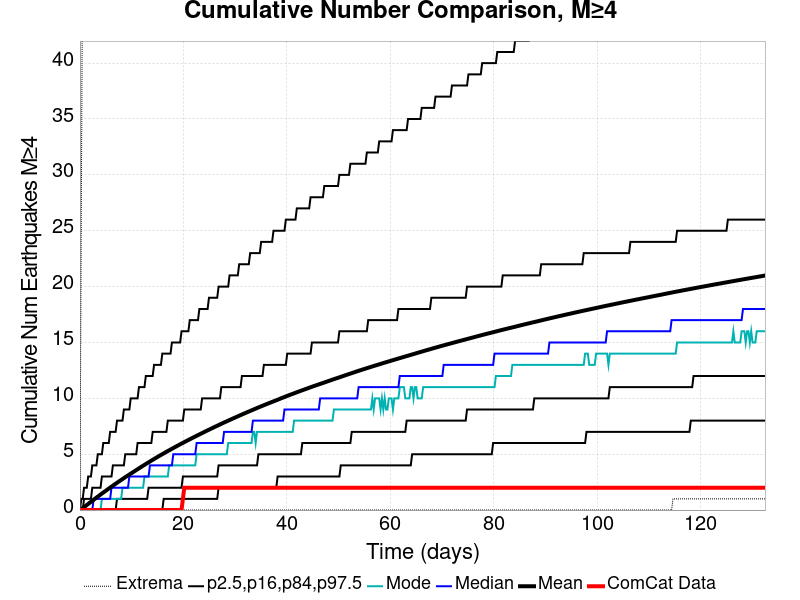 Cumulative Number Comparison, M≥4
Cumulative Num Earthquakes M≥4
40
35
30
25
20
15
10
5
0
0 20 40 60 80 100 120
Time (days)
Extrema p2.5,p16,p84,p97.5 Mode Median Mean ComCat Data